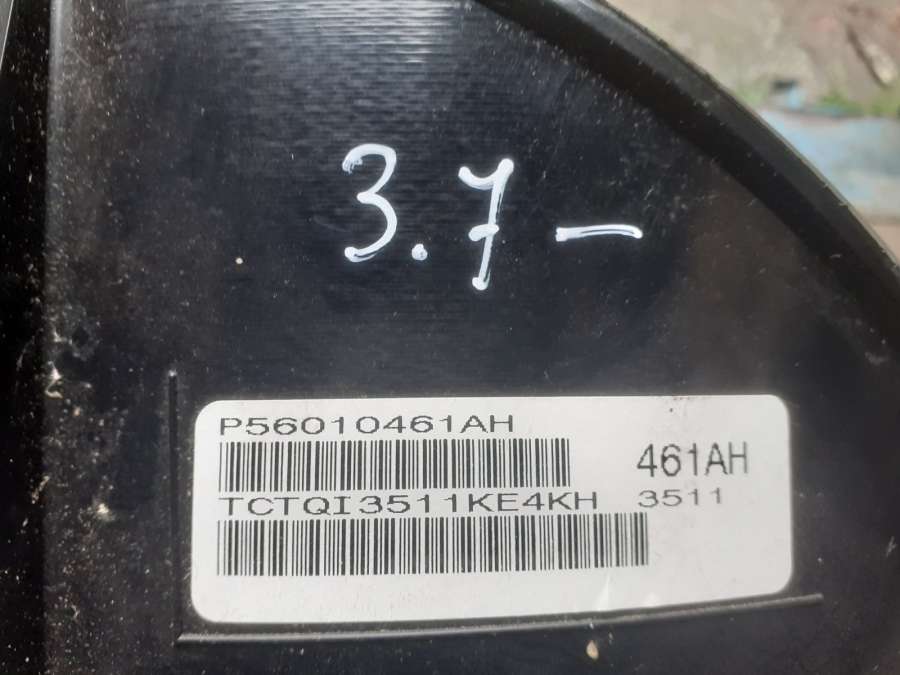 3.7 —
P56010461AH
461AH
TCTQI3511KE4KH
3511